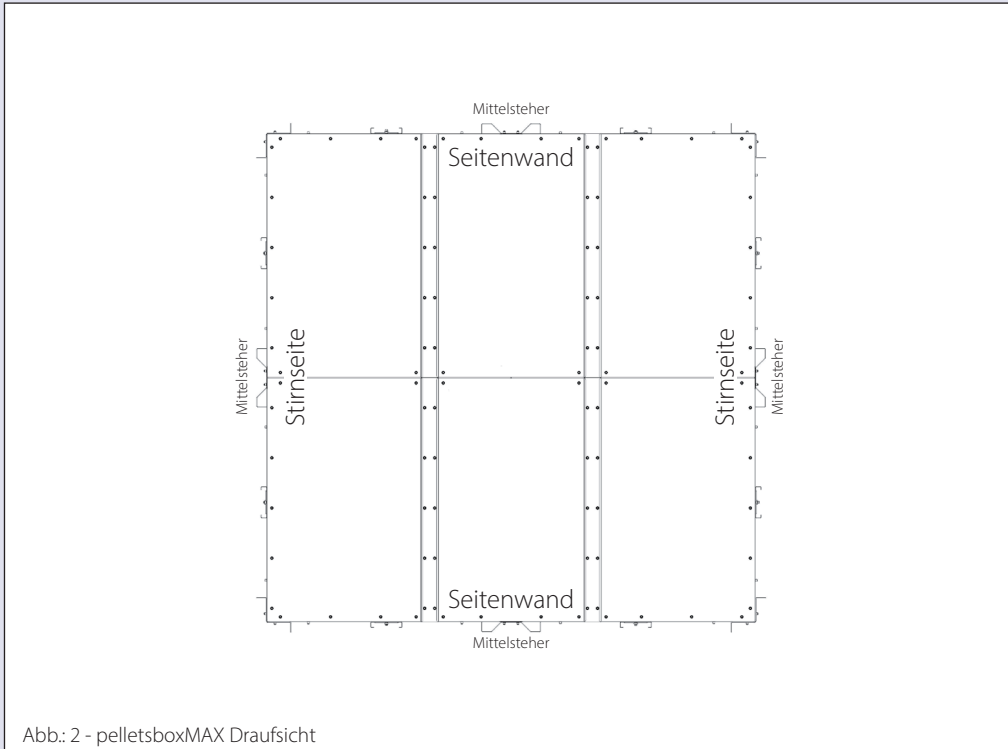 Mittelsteher
Seitenwand
Mittelsteher
Stirnseite
Stirnseite
Mittelsteher
Seitenwand
Mittelsteher
Abb.: 2 - pelletsboxMAX Draufsicht